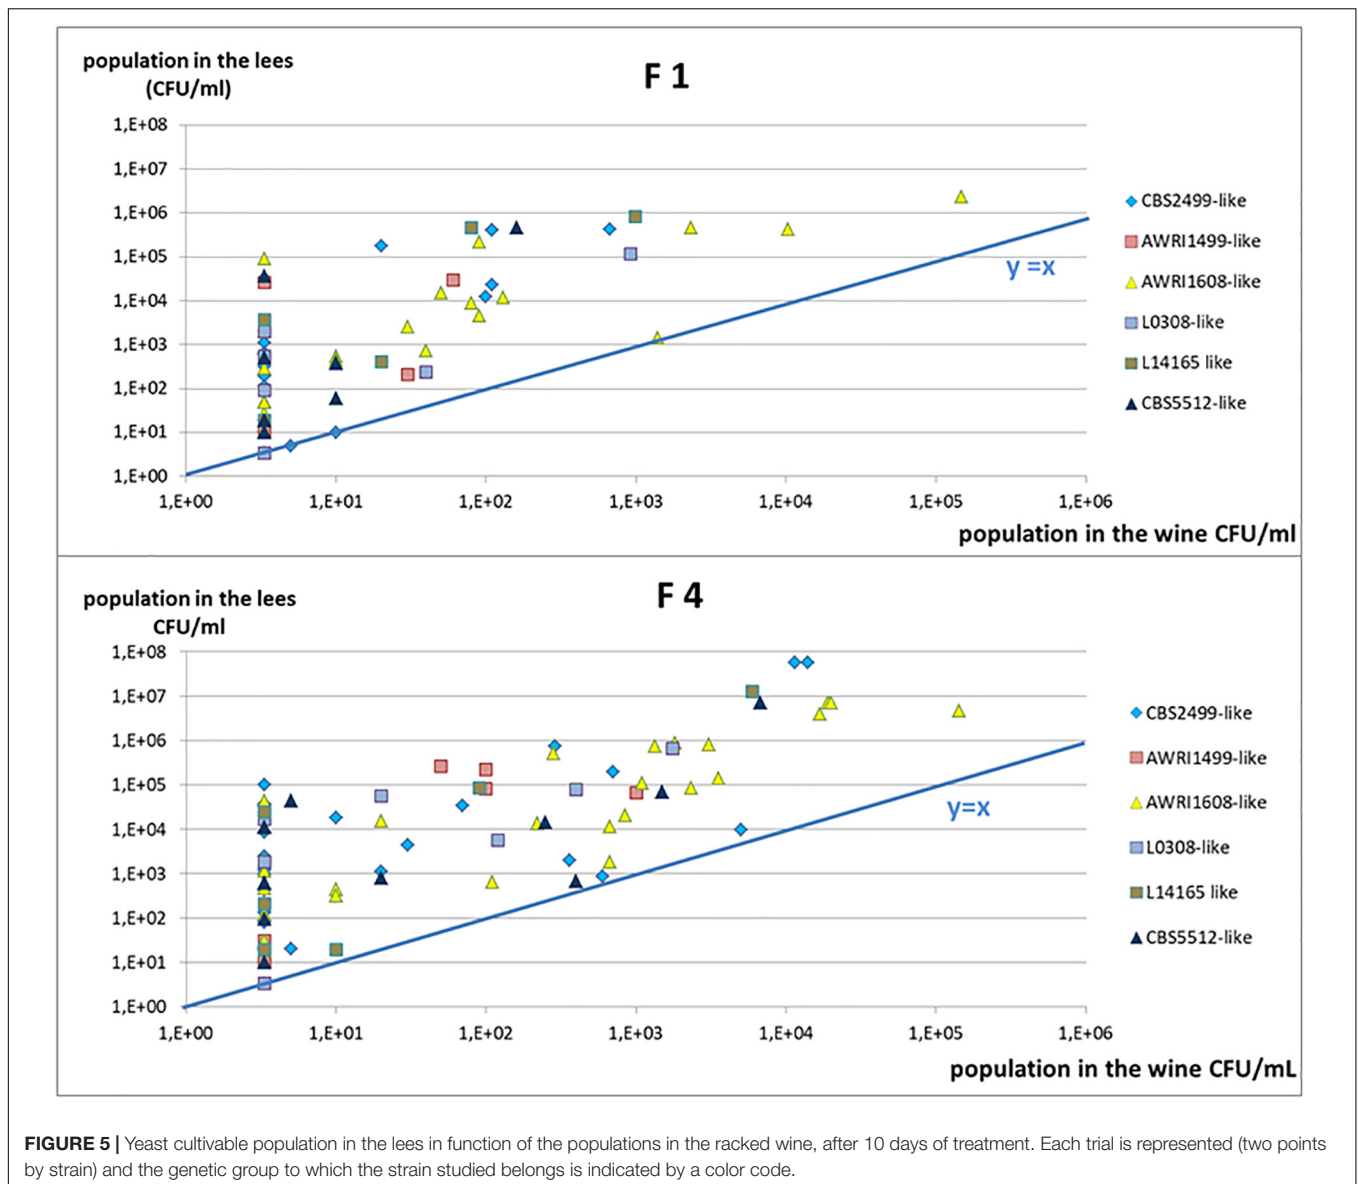 population in the lees
(CFU/ml)
F 1
1,E+08
1,E+07
1,E+06
1,E+05
1,E+04
1,E+03
1,E+02
1,E+01
1,E+00
y =x
CBS2499-like
AWRI1499-like
AWRI1608-like
L0308-like
L14165 like
CBS5512-like
1,E+00 1,E+01 1,E+02 1,E+03 1,E+04 1,E+05 1,E+06
population in the wine CFU/ml
population in the lees
CFU/ml
F 4
1,E+08
1,E+07
1,E+06
1,E+05
1,E+04
1,E+03
1,E+02
1,E+01
1,E+00
y=x
CBS2499-like
AWRI1499-like
AWRI1608-like
L0308-like
L14165 like
CBS5512-like
1,E+00 1,E+01 1,E+02 1,E+03 1,E+04 1,E+05 1,E+06
population in the wine CFU/mL
FIGURE 5 | Yeast cultivable population in the lees in function of the populations in the racked wine, after 10 days of treatment. Each trial is represented (two points
by strain) and the genetic group to which the strain studied belongs is indicated by a color code.